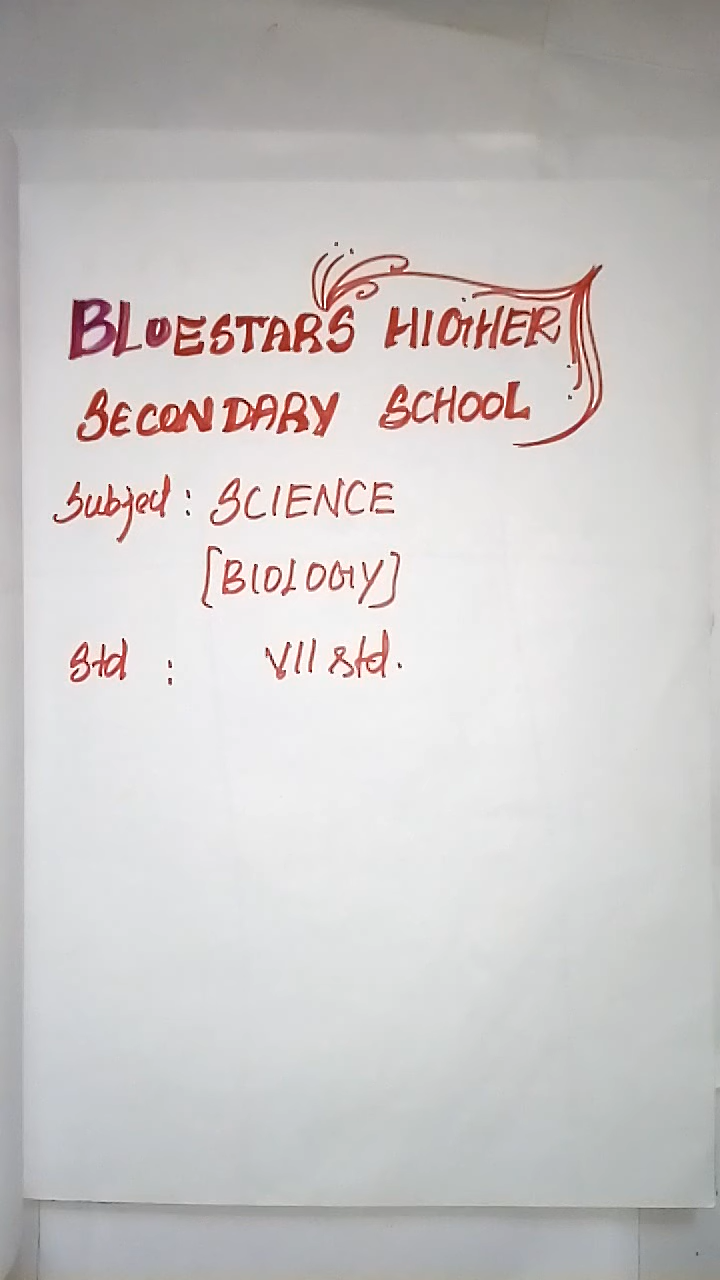 BLUESTARS HIGHER
SECONDARY SCHOOL
Subject : SCIENCE
[BIOLOGY]
Std : VII std.